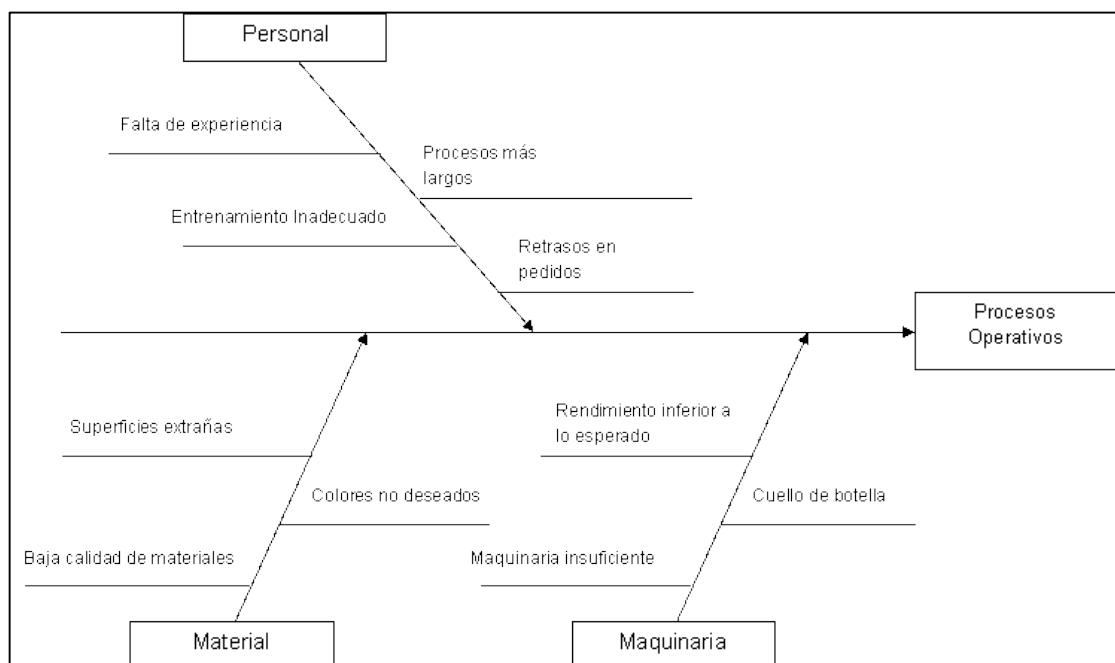 Personal
Falta de experiencia
Procesos más
largos
Entrenamiento Inadecuado
Retrasos en
pedidos
Procesos
Operativos
Rendimiento inferior a
lo esperado
Superficies extrañas
Colores no deseados
Cuello de botella
Baja calidad de materiales
Maquinaria insuficiente
Material
Maquinaria